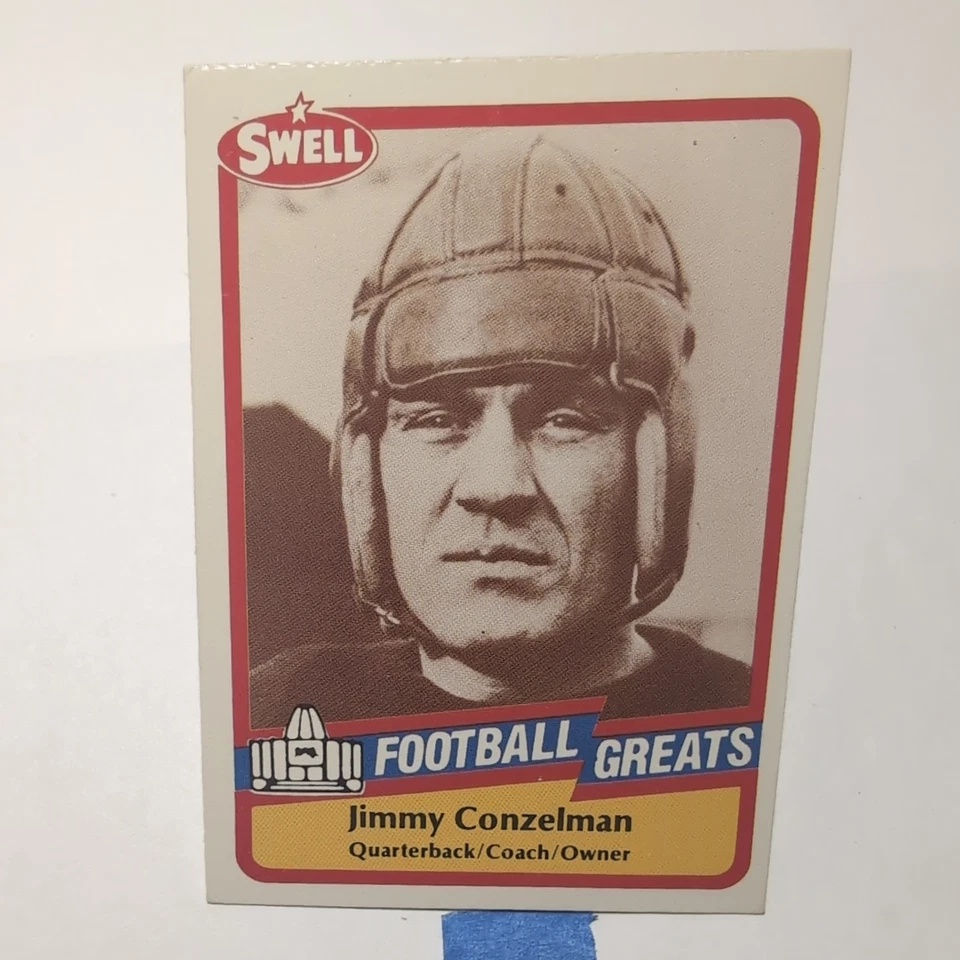 SWELL
FOOTBALL GREATS
Jimmy Conzelman
Quarterback/Coach/Owner